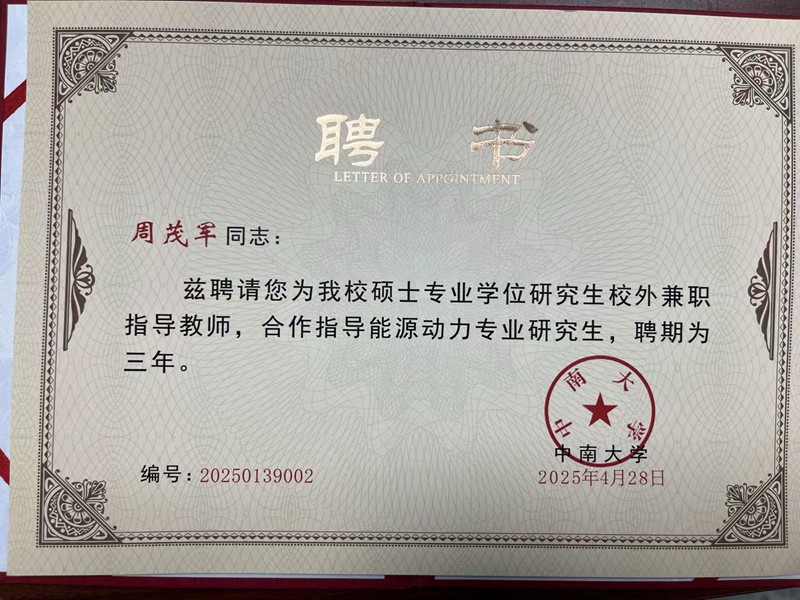 聘 书
LETTER OF APPOINTMENT
周茂军 同志：
兹聘请您为我校硕士专业学位研究生校外兼职
指导教师，合作指导能源动力专业研究生，聘期为
三年。
中南大学
中南大学
编号：20250139002
2025年4月28日